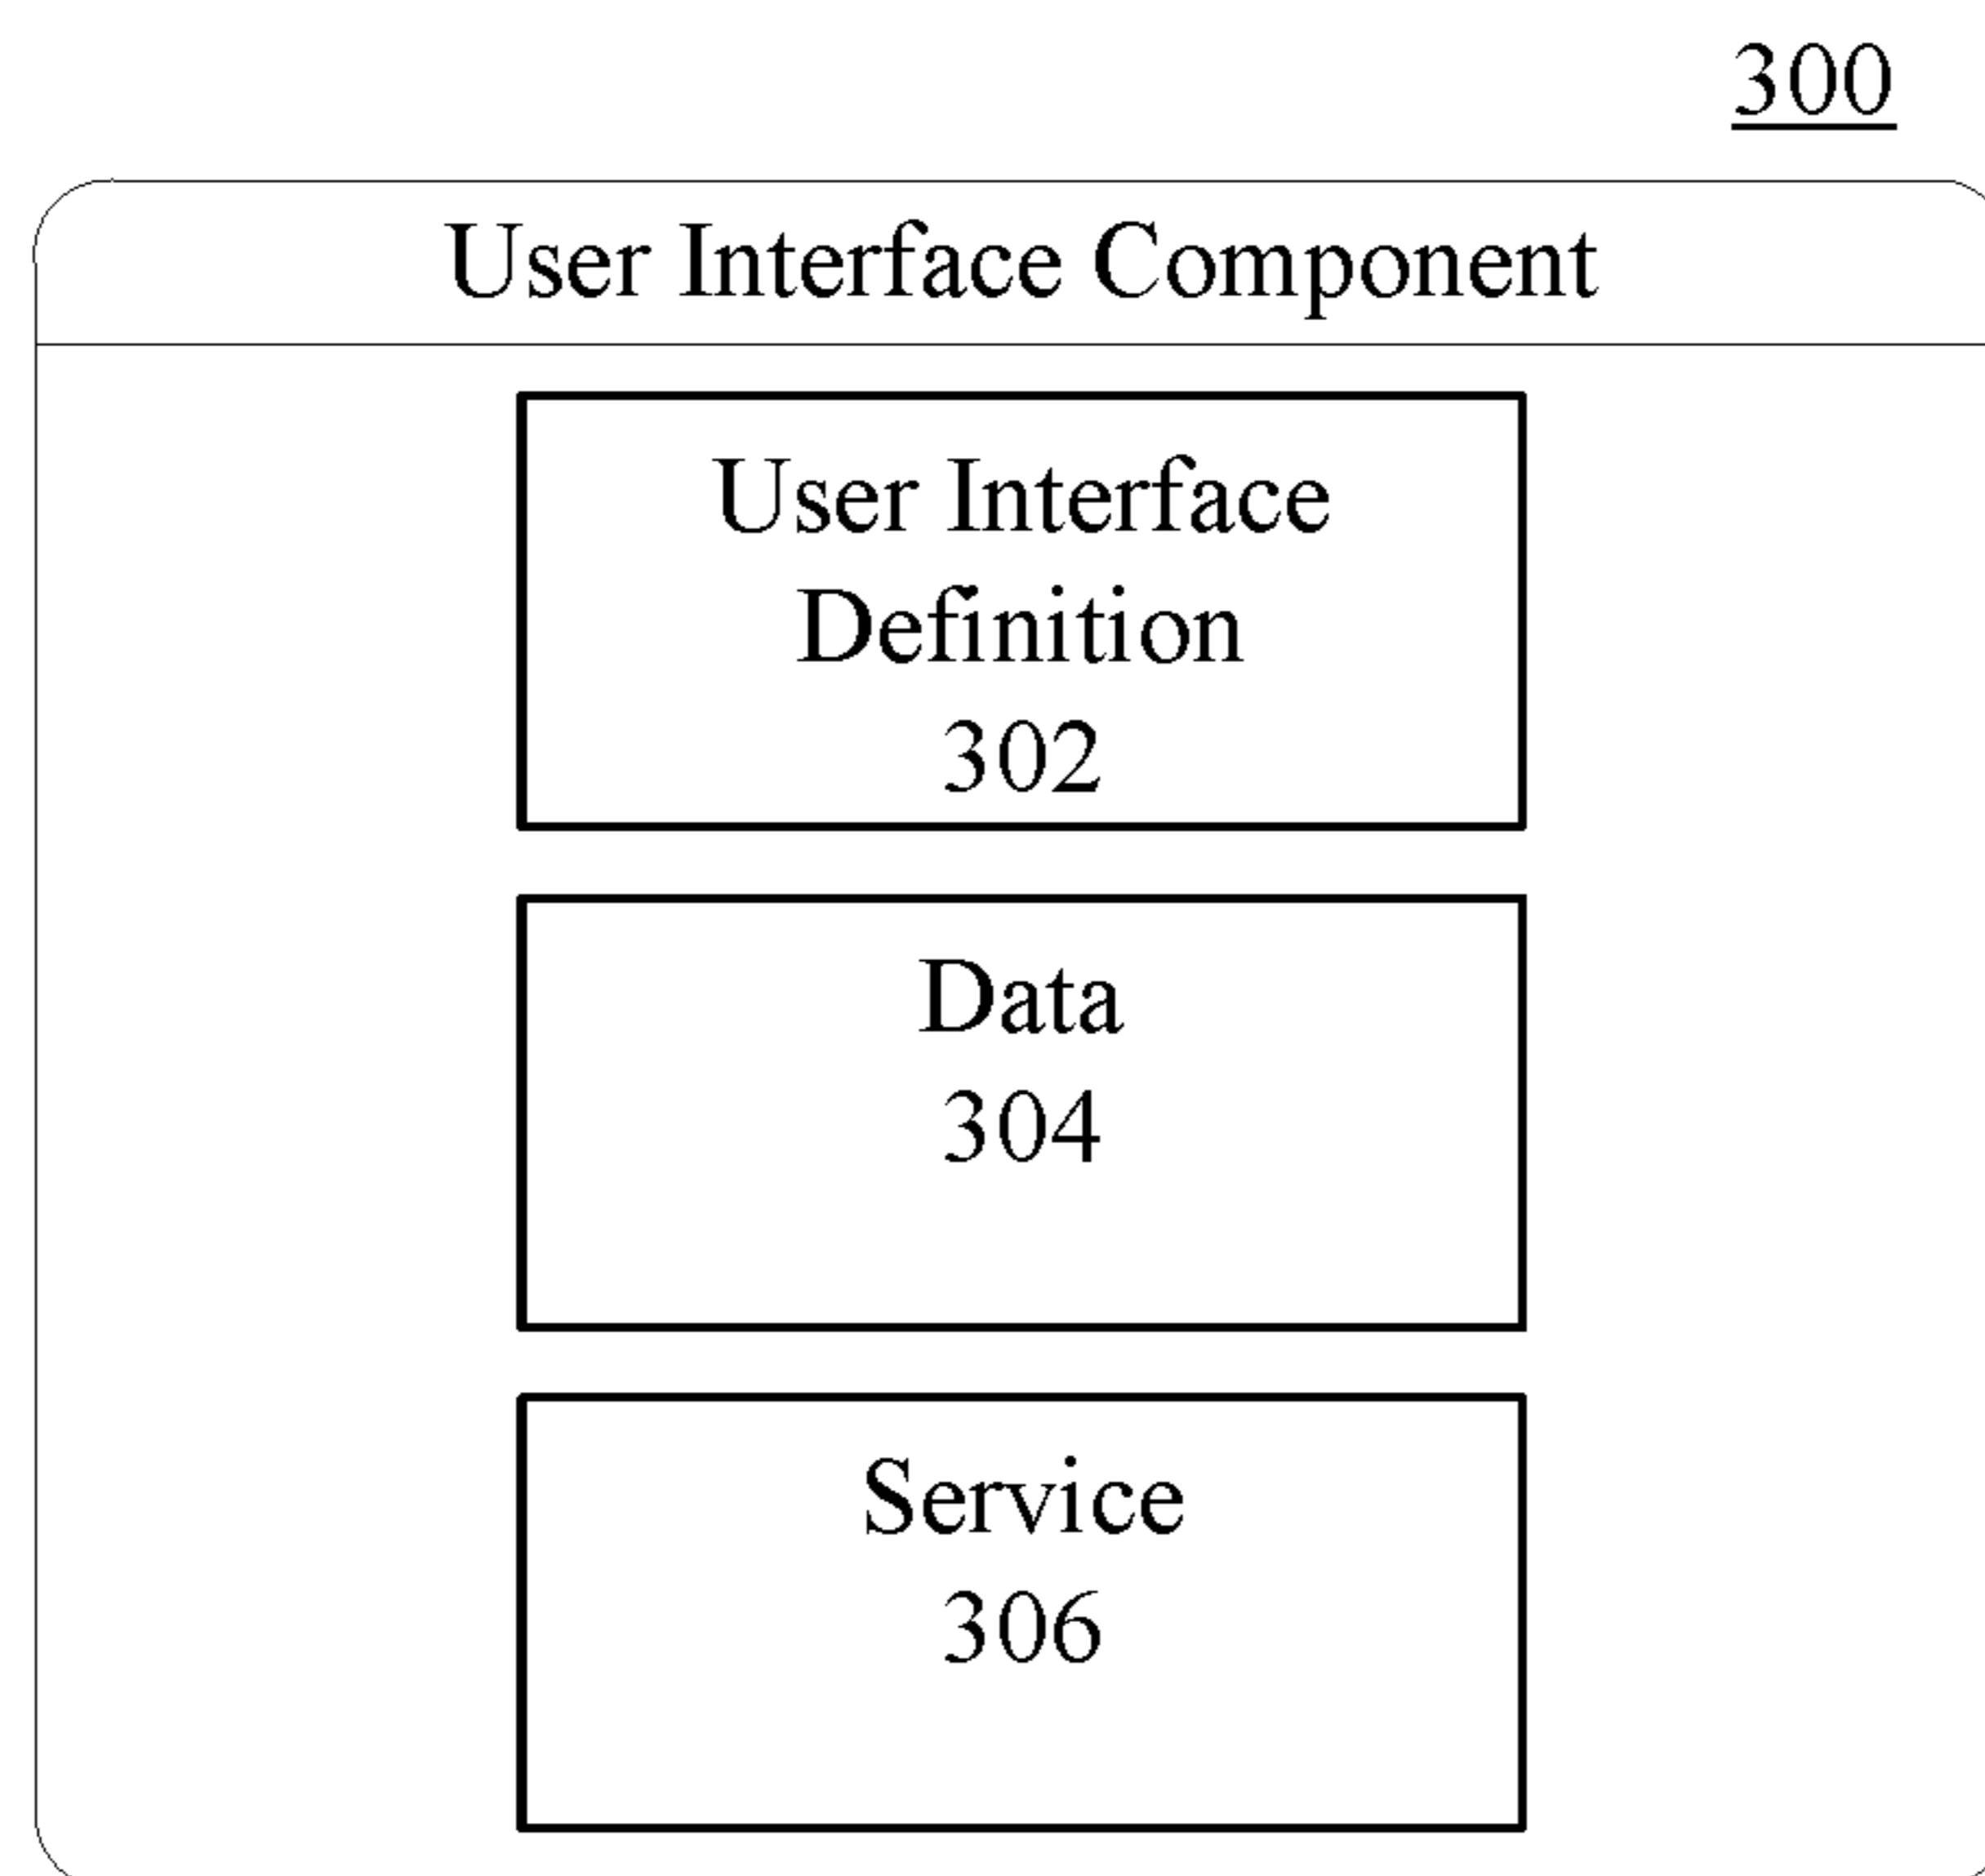 300
User Interface Component
User Interface
Definition
302
Data
304
Service
306